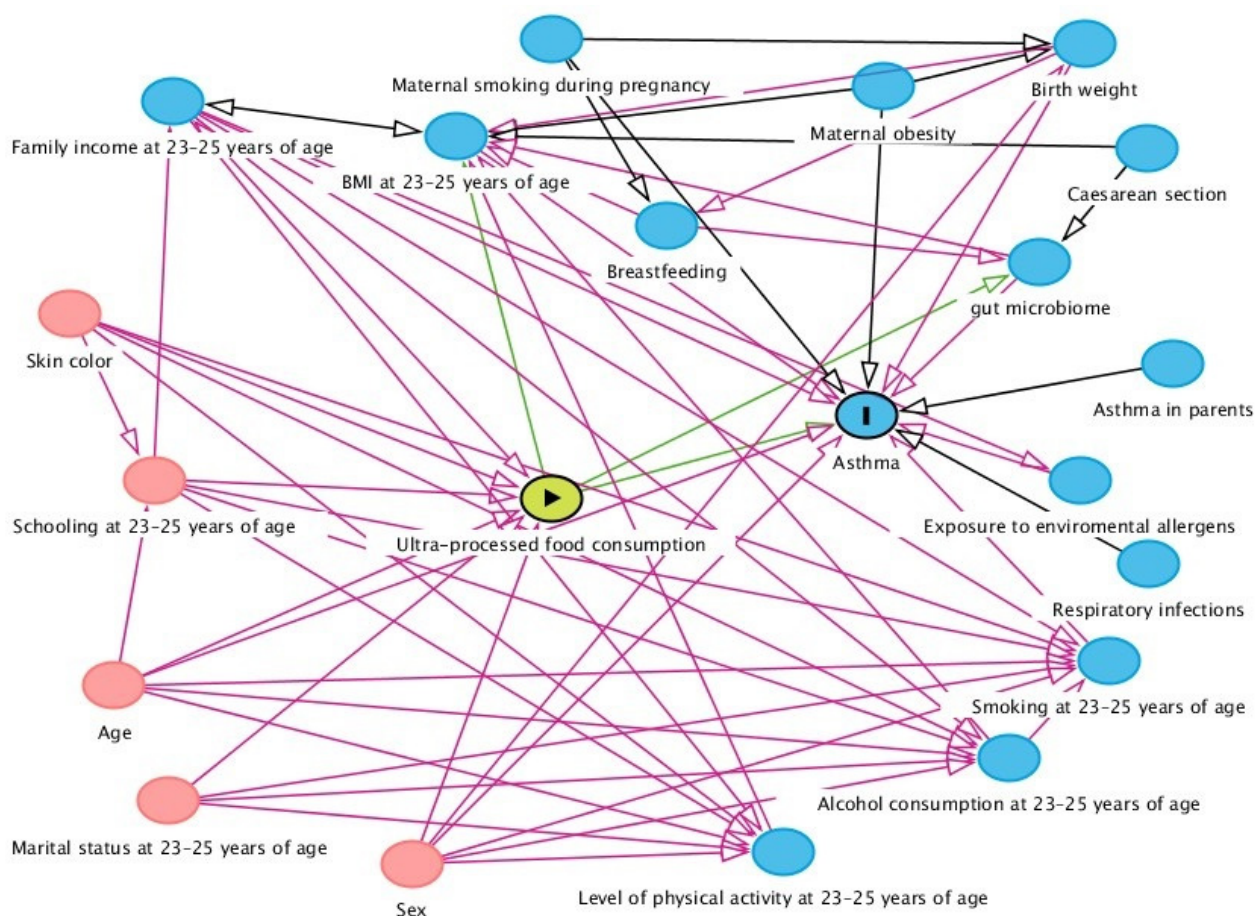 Maternal smoking during pregnancy
Birth weight
Family income at 23-25 years of age
Maternal obesity
BMI at 23-25 years of age
Caesarean section
Breastfeeding
gut microbiome
Skin color
Asthma in parents
Asthma
Schooling at 23-25 years of age
Exposure to enviromental allergens
Ultra-processed food consumption
Respiratory infections
Smoking at 23-25 years of age
Age
Alcohol consumption at 23-25 years of age
Marital status at 23-25 years of age
Level of physical activity at 23-25 years of age
Sex